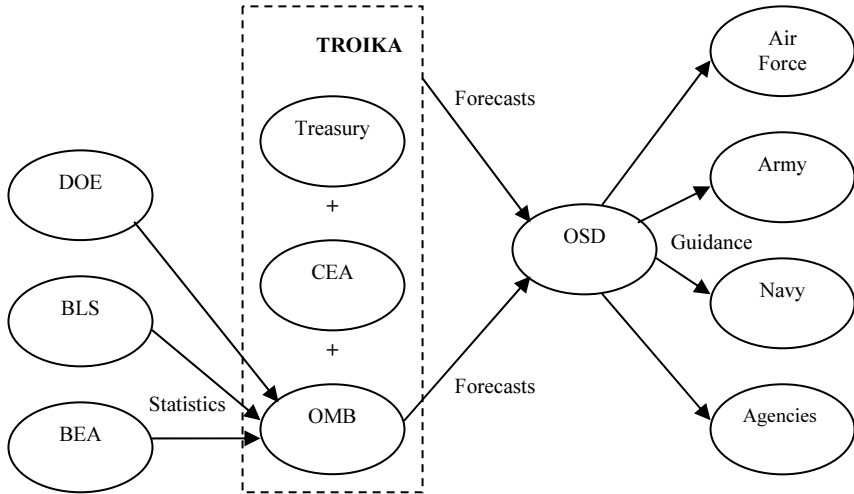 TROIKA
Air
Force
Forecasts
Treasury
DOE
Army
+
OSD
Guidance
CEA
Navy
BLS
+
Forecasts
Statistics
OMB
Agencies
BEA